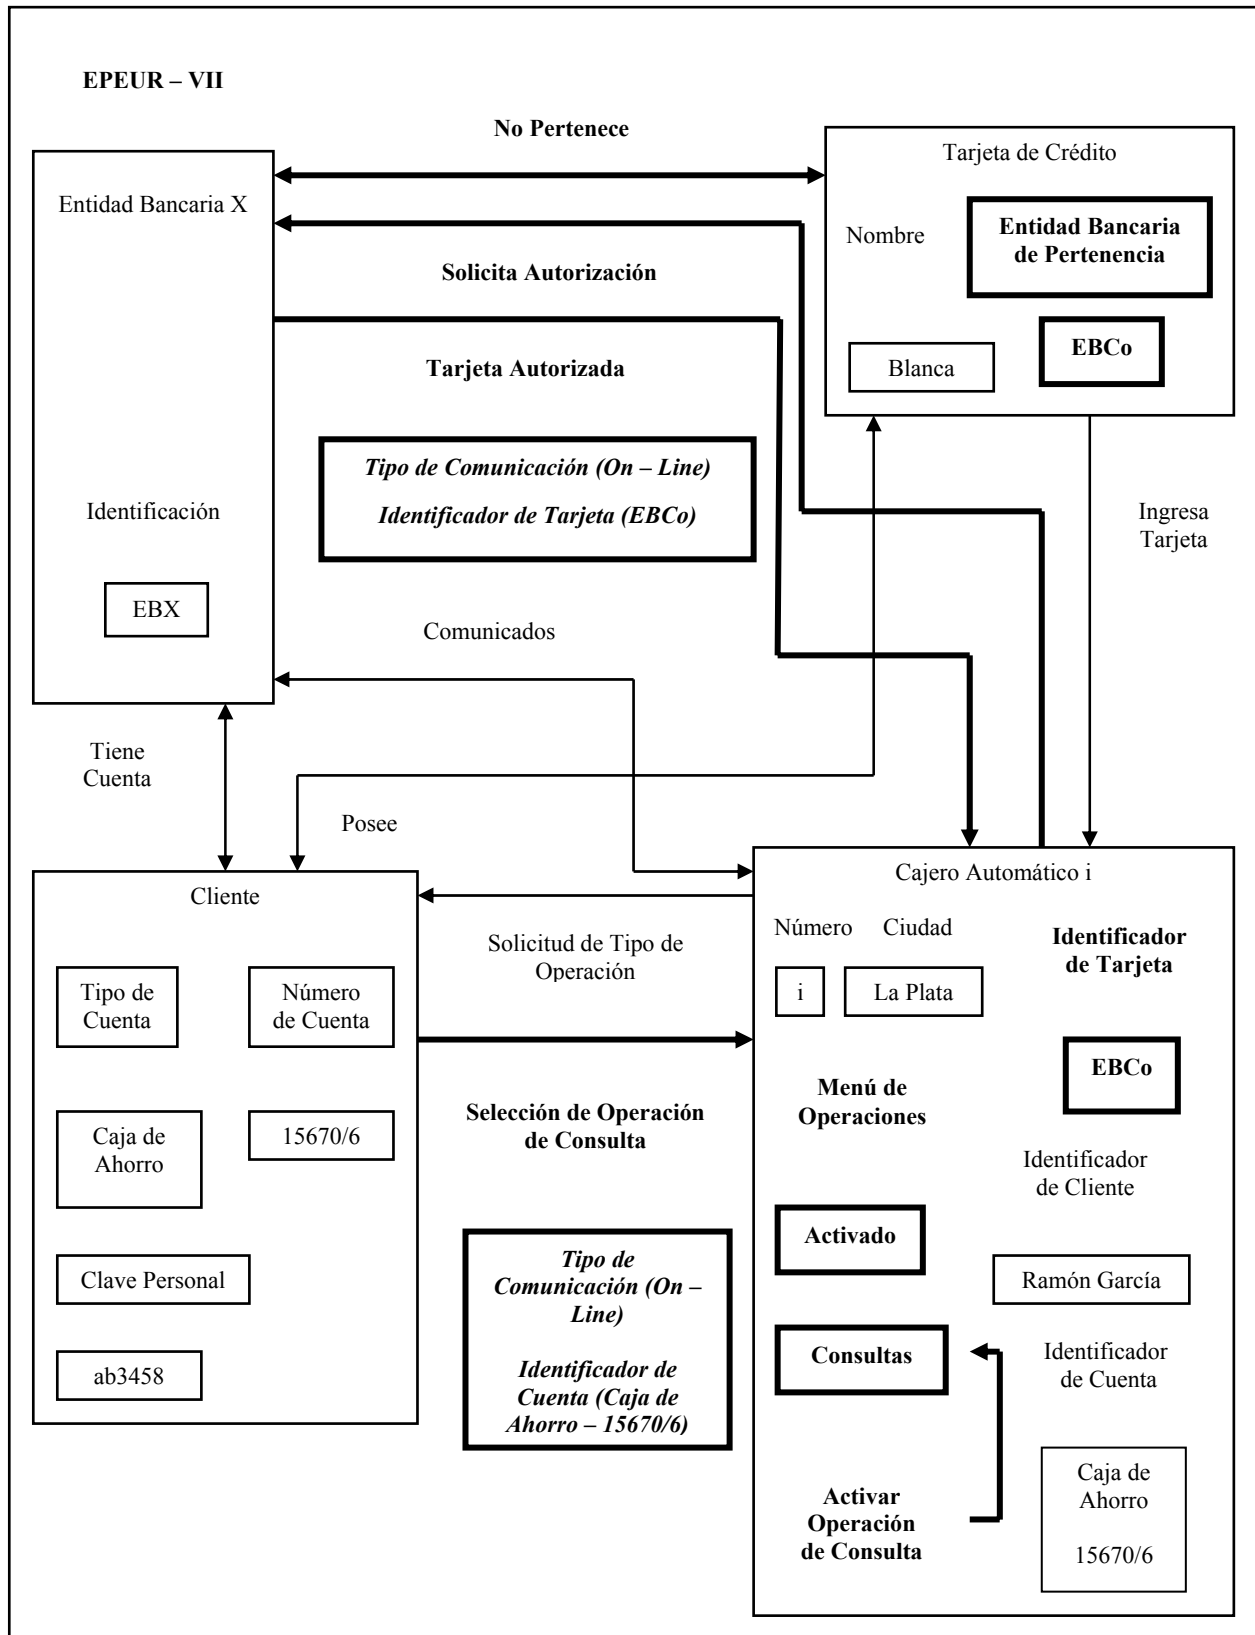 EPEUR – VII
No Pertenece
Entidad Bancaria X
Tarjeta de Crédito
Nombre
Entidad Bancaria
de Pertenencia
Blanca
EBCo
Solicita Autorización
Tarjeta Autorizada
Tipo de Comunicación (On – Line)
Identificador de Tarjeta (EBCo)
Identificación
EBX
Ingresa
Tarjeta
Comunicados
Tiene
Cuenta
Posee
Cliente
Tipo de
Cuenta
Número
de Cuenta
Caja de
Ahorro
15670/6
Clave Personal
ab3458
Solicitud de Tipo de
Operación
Selección de Operación
de Consulta
Tipo de
Comunicación (On –
Line)
Identificador de
Cuenta (Caja de
Ahorro – 15670/6)
Cajero Automático i
Número
i
Ciudad
La Plata
Identificador
de Tarjeta
EBCo
Menú de
Operaciones
Activado
Consultas
Activar
Operación
de Consulta
Identificador
de Cliente
Ramón García
Identificador
de Cuenta
Caja de
Ahorro
15670/6